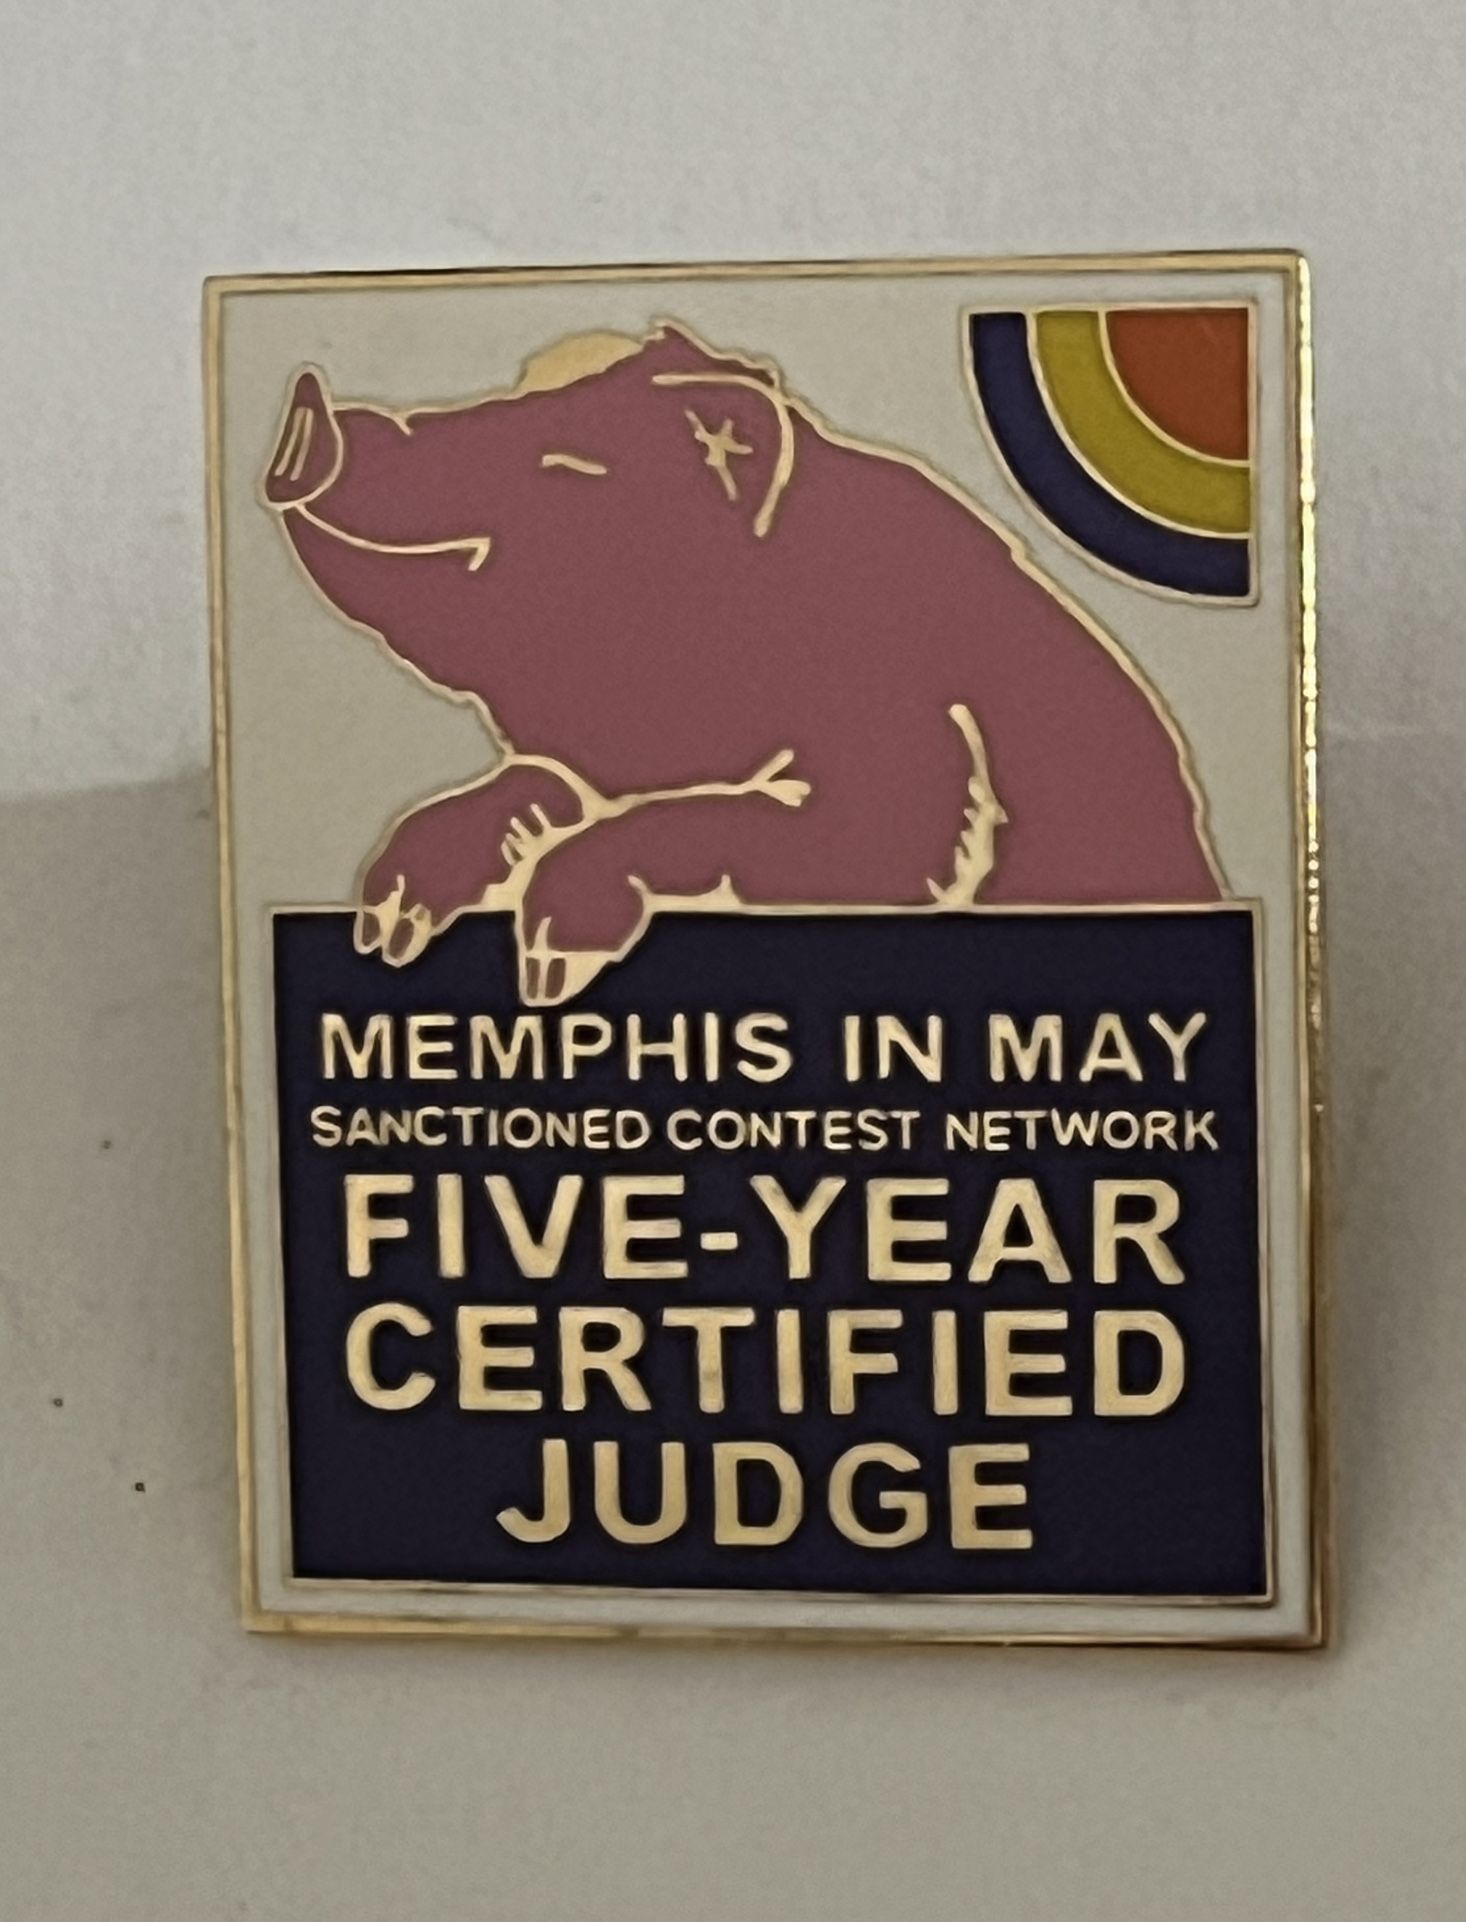 MEMPHIS IN MAY
SANCTIONED CONTEST NETWORK
FIVE-YEAR
CERTIFIED
JUDGE